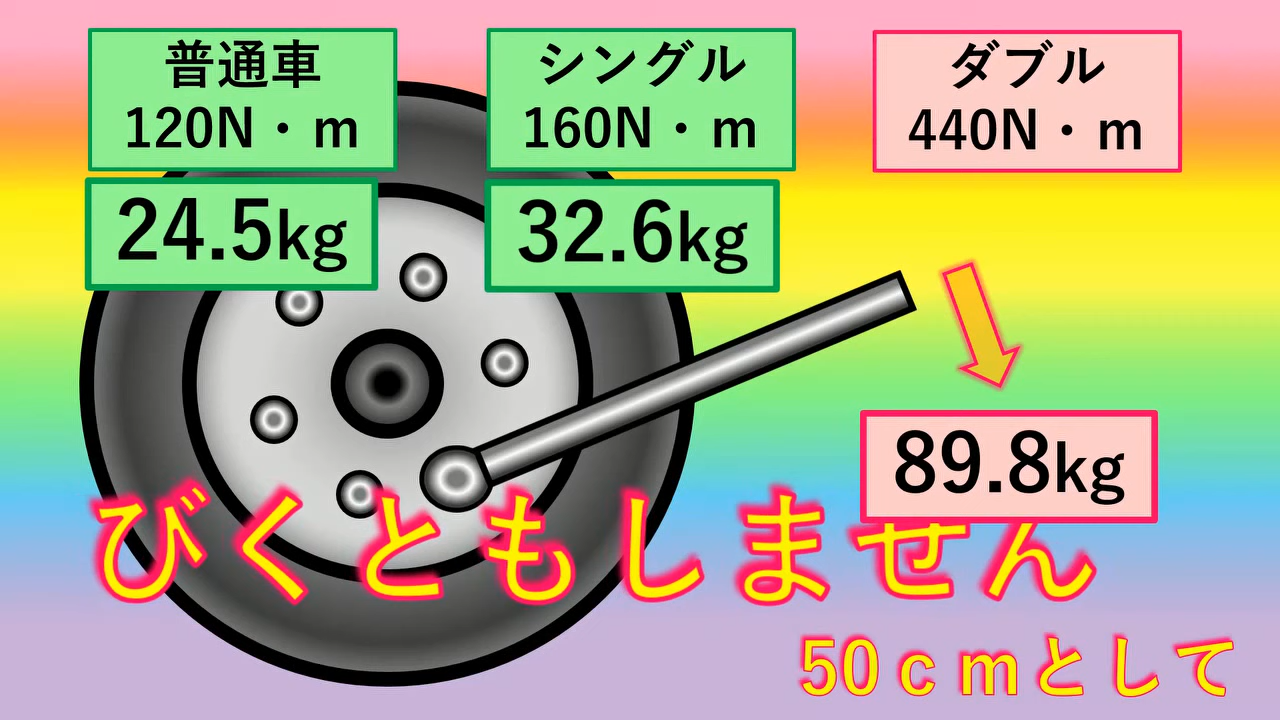 普通車
120N・m
24.5kg
シングル
160N・m
32.6kg
ダブル
440N・m
89.8kg
びくともしません
50ｃｍとして